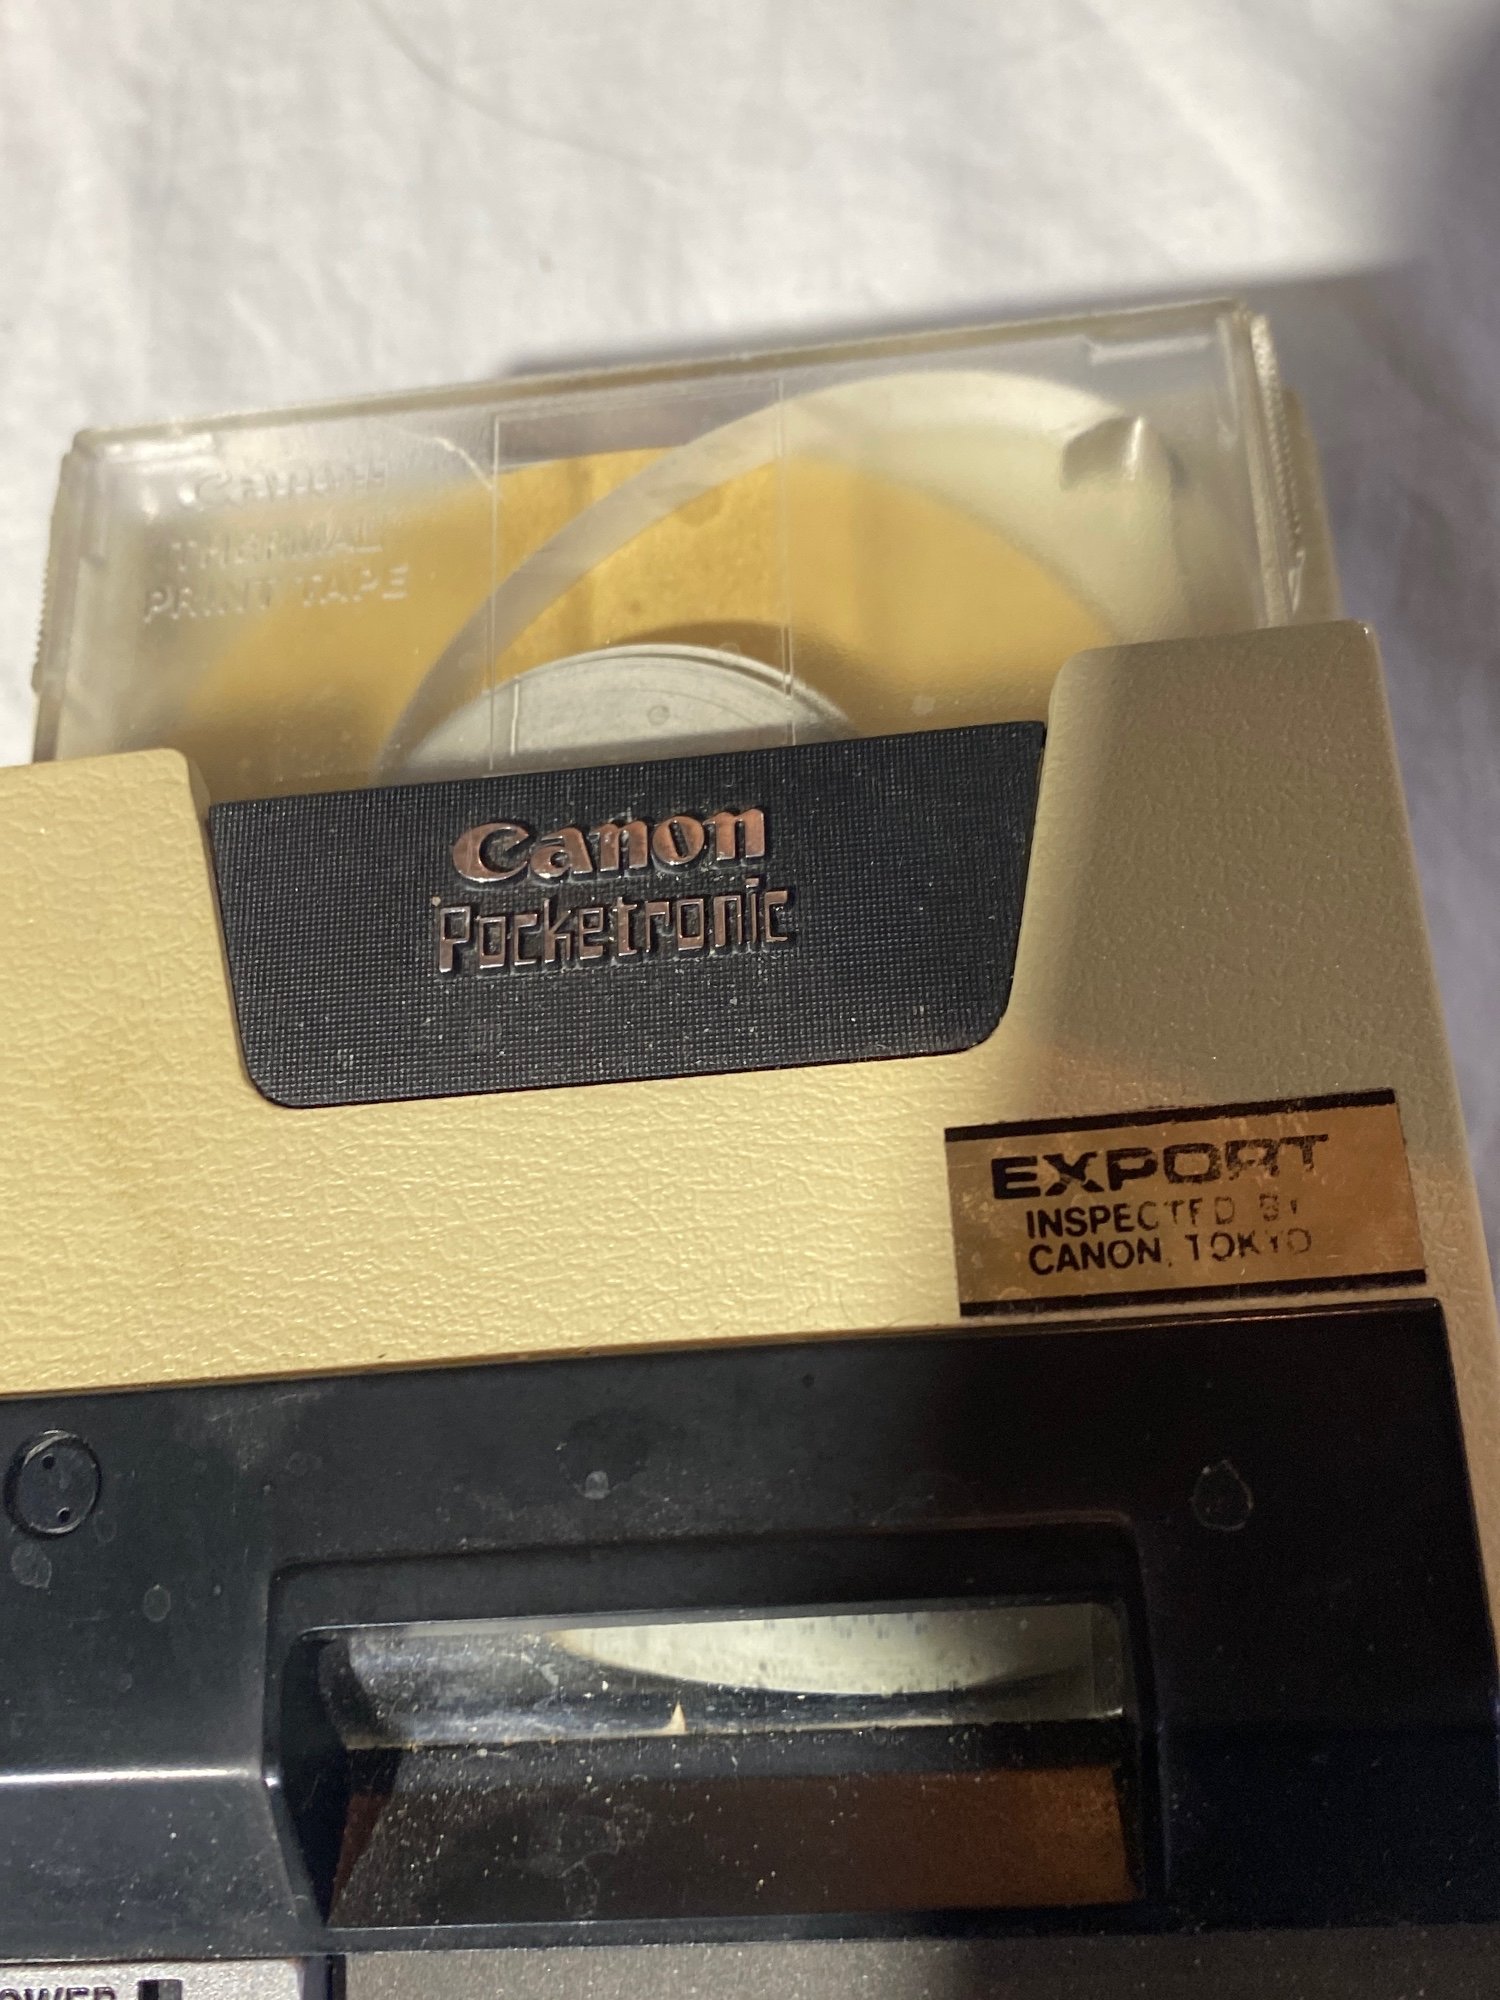 Canon
THERMAL
PRINT TAPE
Canon
Pocketronic
EXPORT
INSPECTED BY
CANON, TOKYO